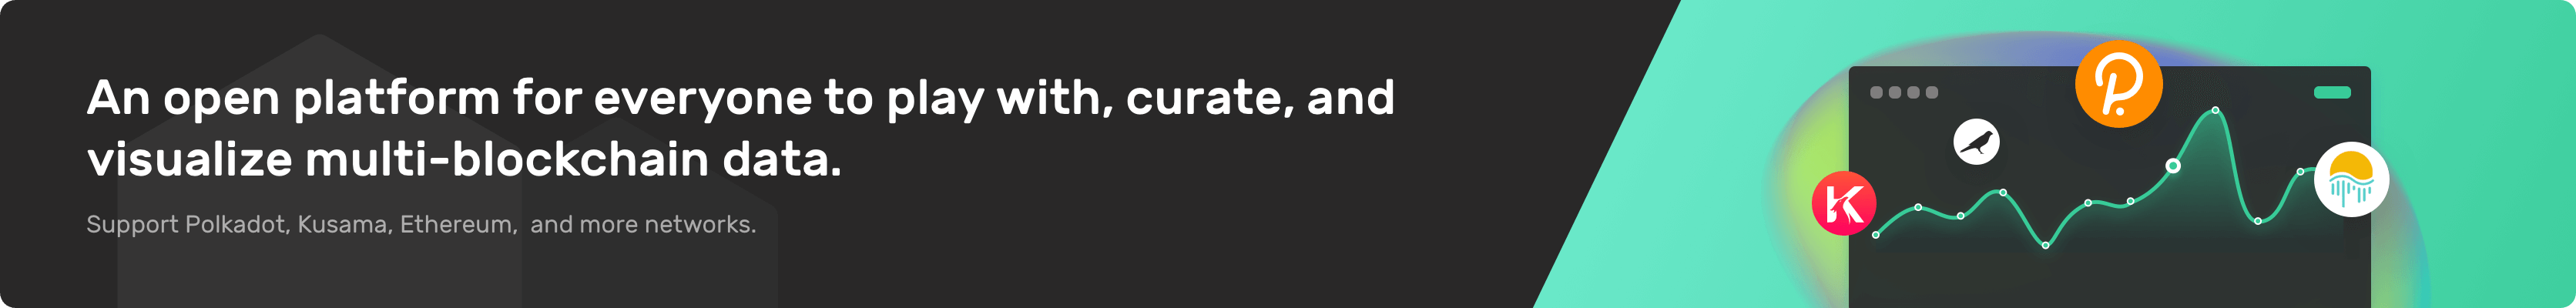 An open platform for everyone to play with, curate, and
visualize multi-blockchain data.
Support Polkadot, Kusama, Ethereum,  and more networks.